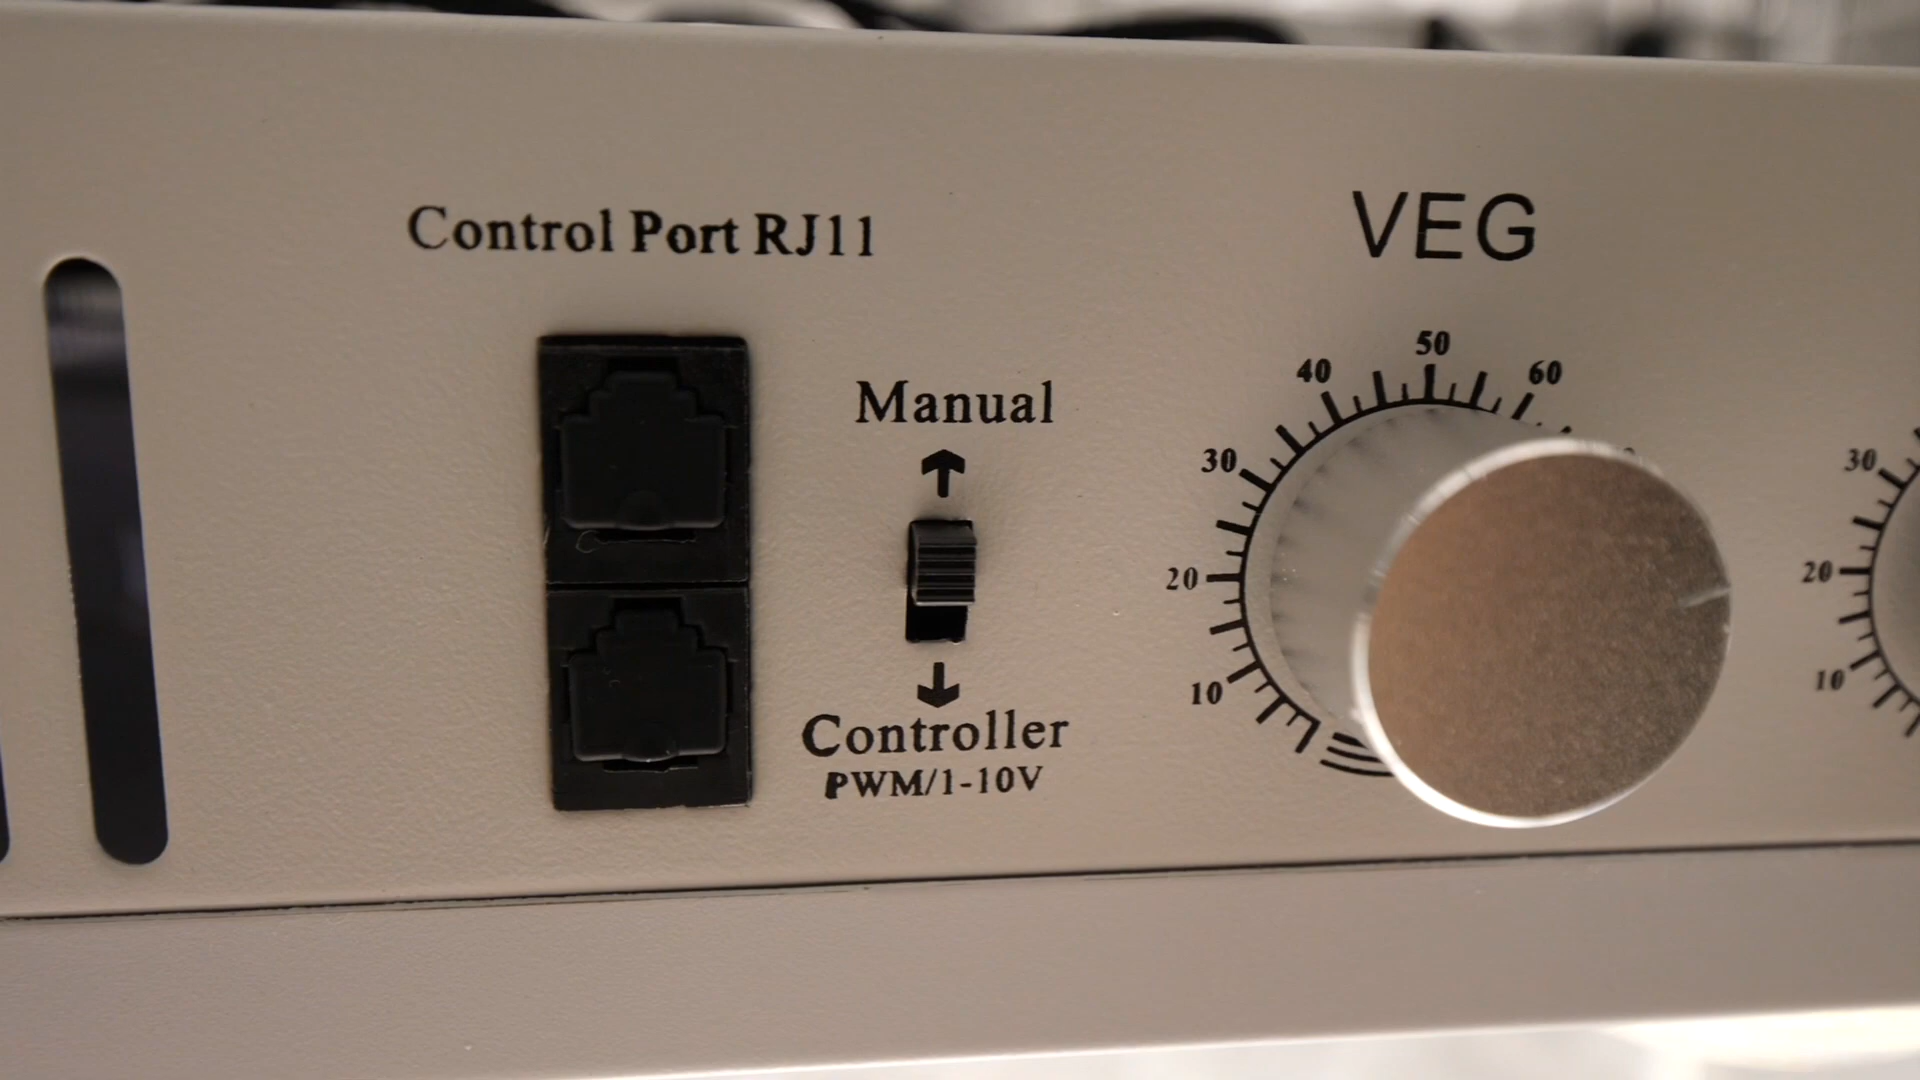 Control Port RJ11
VEG
Manual
Controller
PWM/1-10V
10
20
30
40
50
60
10
20
30